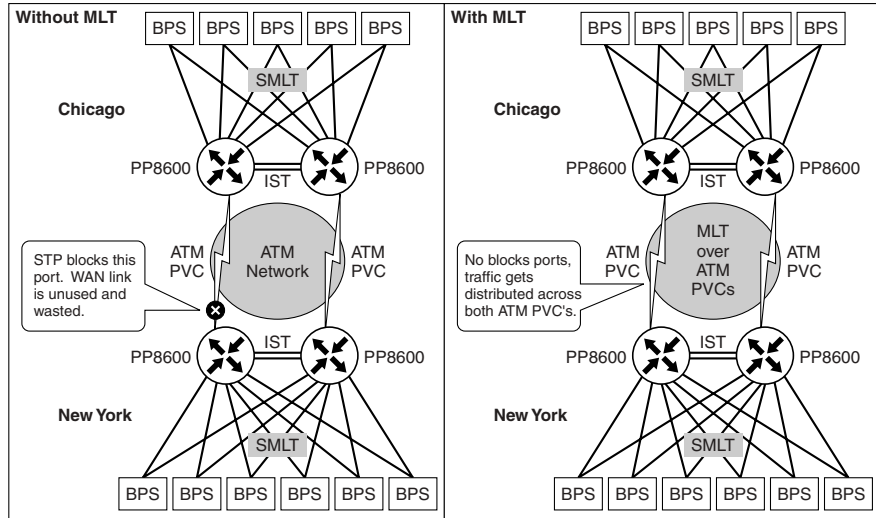 Without MLT
BPS BPS BPS BPS BPS
SMLT
Chicago
PP8600 PP8600
IST
ATM
PVC
ATM
Network
ATM
PVC
STP blocks this
port. WAN link
is unused and
wasted.
IST
PP8600 PP8600
New York
SMLT
BPS BPS BPS BPS BPS BPS
With MLT
BPS BPS BPS BPS BPS
SMLT
Chicago
PP8600 PP8600
IST
ATM
PVC
MLT
over
ATM
PVCs
ATM
PVC
No blocks ports,
traffic gets
distributed across
both ATM PVC's.
IST
PP8600 PP8600
New York
SMLT
BPS BPS BPS BPS BPS BPS